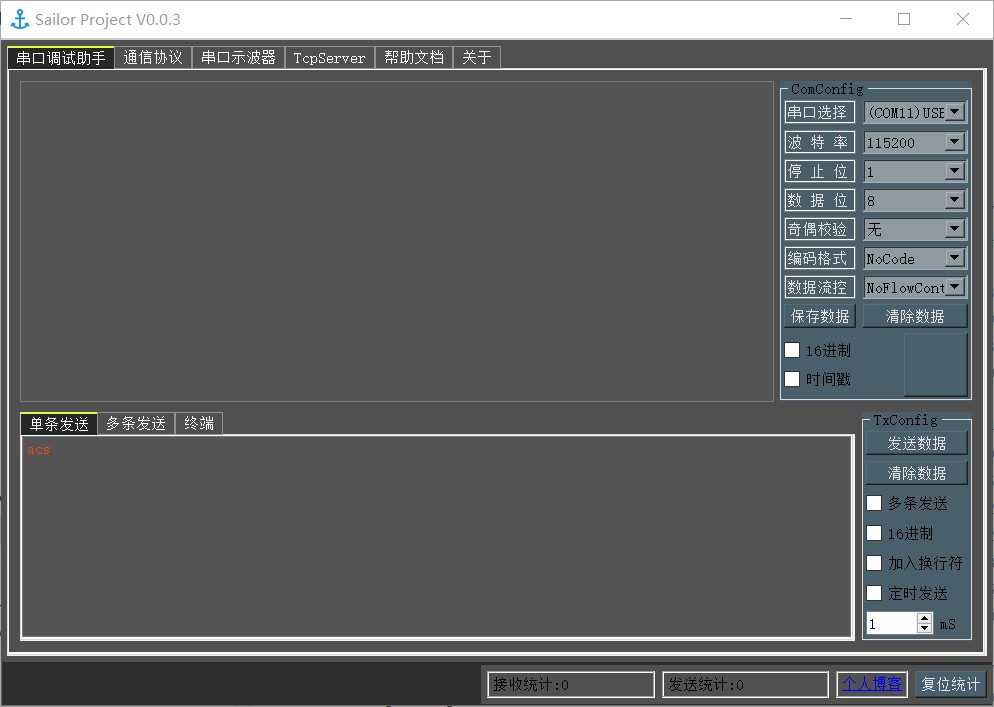 Sailor Project V0.0.3
串口调试助手 通信协议 串口示波器 TcpServer 帮助文档 关于
ComConfig
串口选择 (COM11)USE
波 特 率 115200
停 止 位 1
数 据 位 8
奇偶校验 无
编码格式 NoCode
数据流控 NoFlowCont
保存数据 清除数据
16进制
时间戳
单条发送 多条发送 终端
acs
TxConfig
发送数据
清除数据
多条发送
16进制
加入换行符
定时发送
1 mS
接收统计:0 发送统计:0 个人博客 复位统计